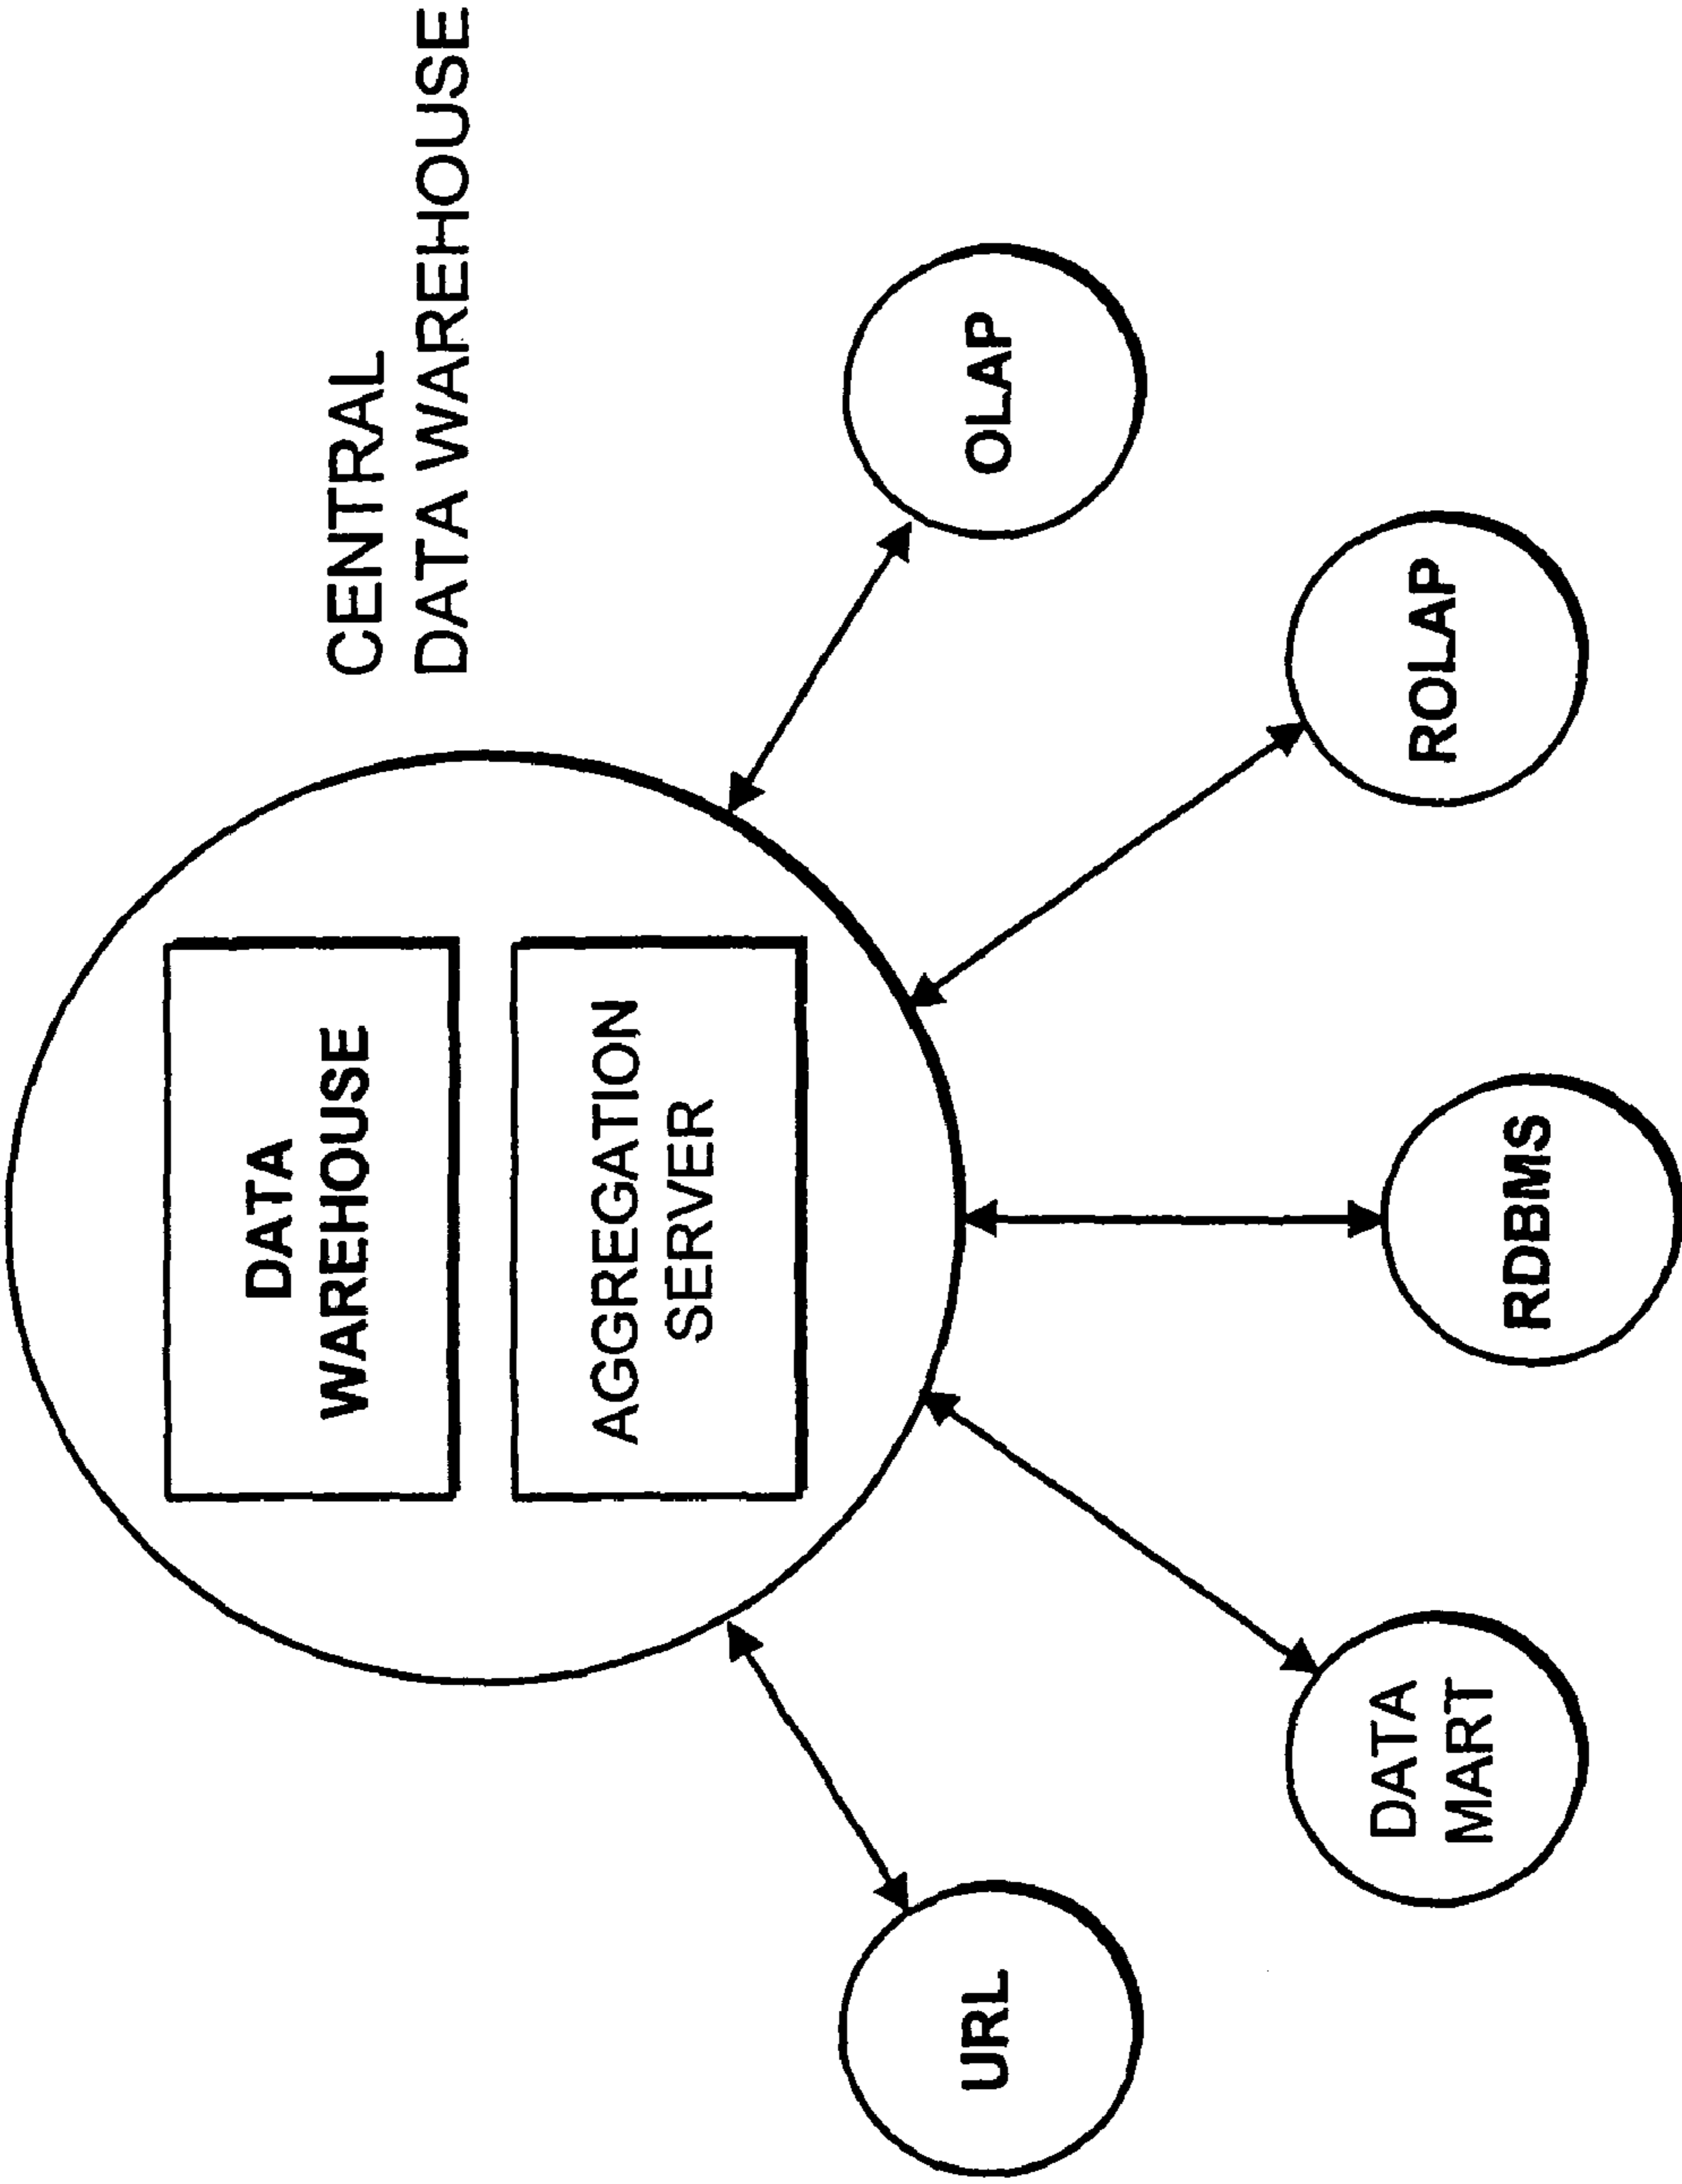 CENTRAL
DATA WAREHOUSE
DATA
WAREHOUSE
AGGREGATION
SERVER
URL
OLAP
DATA
MART
ROLAP
RDBMS